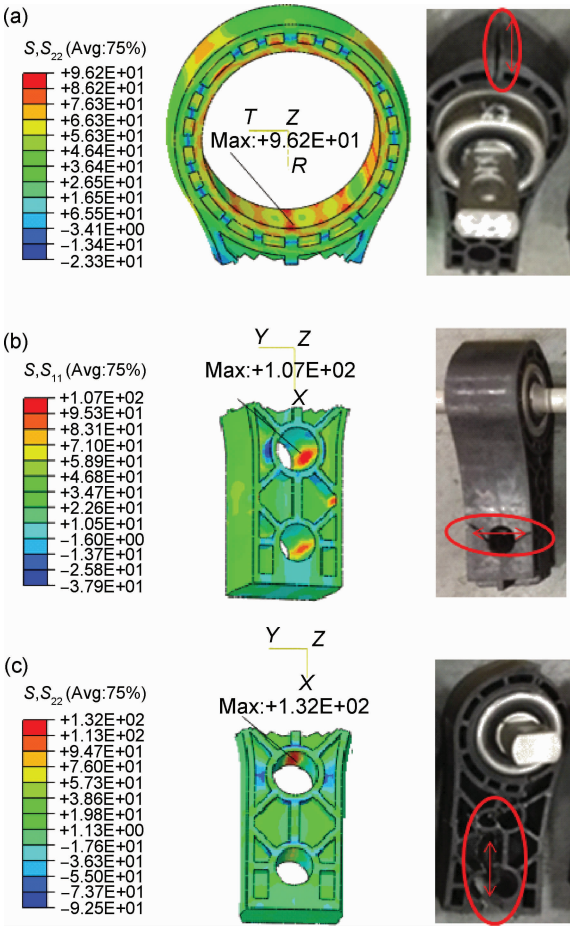 (a)
S,S22 (Avg:75%)
+9.62E+01
+8.62E+01
+7.63E+01
+6.63E+01
+5.63E+01
+4.64E+01
+3.64E+01
+2.65E+01
+1.65E+01
+6.55E+01
−3.41E+00
−1.34E+01
−2.33E+01
T Z
Max:+9.62E+01
R
(b)
S,S11 (Avg:75%)
+1.07E+02
+9.53E+01
+8.31E+01
+7.10E+01
+5.89E+01
+4.68E+01
+3.47E+01
+2.26E+01
+1.05E+01
−1.60E+00
−1.37E+01
−2.58E+01
−3.79E+01
Y Z
Max:+1.07E+02
X
(c)
S,S22 (Avg:75%)
+1.32E+02
+1.13E+02
+9.47E+01
+7.60E+01
+5.73E+01
+3.86E+01
+1.98E+01
+1.13E+00
−1.76E+01
−3.63E+01
−5.50E+01
−7.37E+01
−9.25E+01
Y Z
X
Max:+1.32E+02